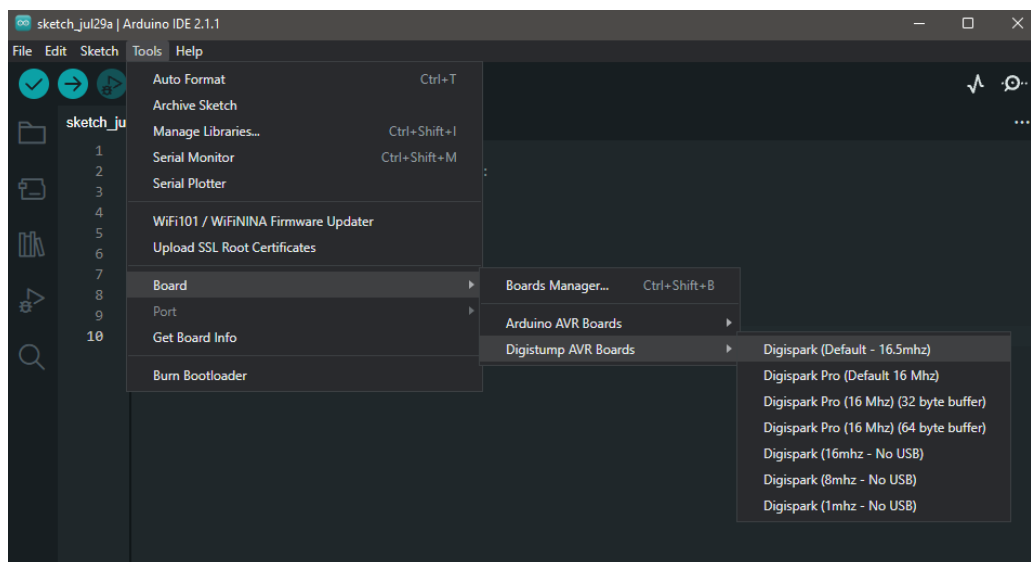 sketch_jul29a | Arduino IDE 2.1.1
File Edit Sketch Tools Help
sketch_ju
Auto Format Ctrl+T
Archive Sketch
Manage Libraries... Ctrl+Shift+I
Serial Monitor Ctrl+Shift+M
Serial Plotter
WiFi101 / WiFiNINA Firmware Updater
Upload SSL Root Certificates
Board
Port
Get Board Info
Burn Bootloader
1
2
3
4
5
6
7
8
9
10
:
Boards Manager... Ctrl+Shift+B
Arduino AVR Boards
Digistump AVR Boards
Digispark (Default - 16.5mhz)
Digispark Pro (Default 16 Mhz)
Digispark Pro (16 Mhz) (32 byte buffer)
Digispark Pro (16 Mhz) (64 byte buffer)
Digispark (16mhz - No USB)
Digispark (8mhz - No USB)
Digispark (1mhz - No USB)